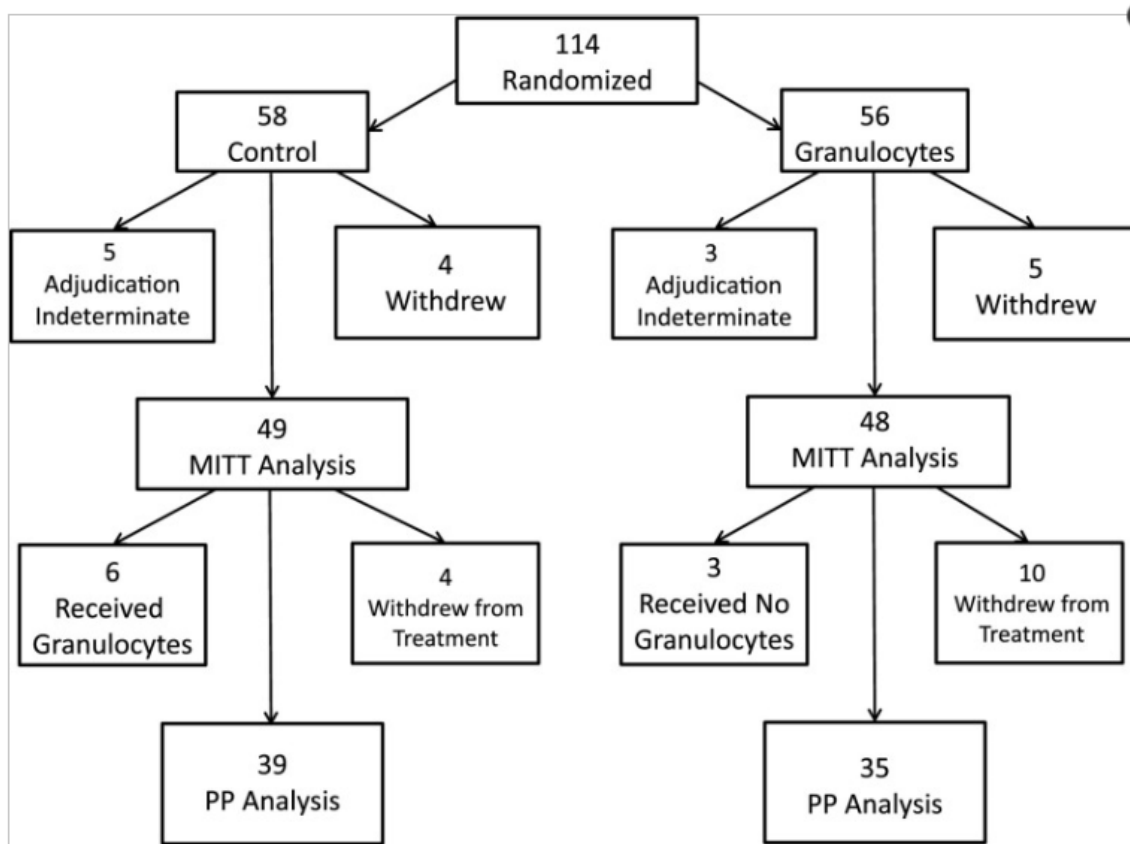 114
Randomized
58
Control
56
Granulocytes
5
Adjudication
Indeterminate
4
Withdrew
3
Adjudication
Indeterminate
5
Withdrew
49
MITT Analysis
48
MITT Analysis
6
Received
Granulocytes
4
Withdrew from
Treatment
3
Received No
Granulocytes
10
Withdrew from
Treatment
39
PP Analysis
35
PP Analysis